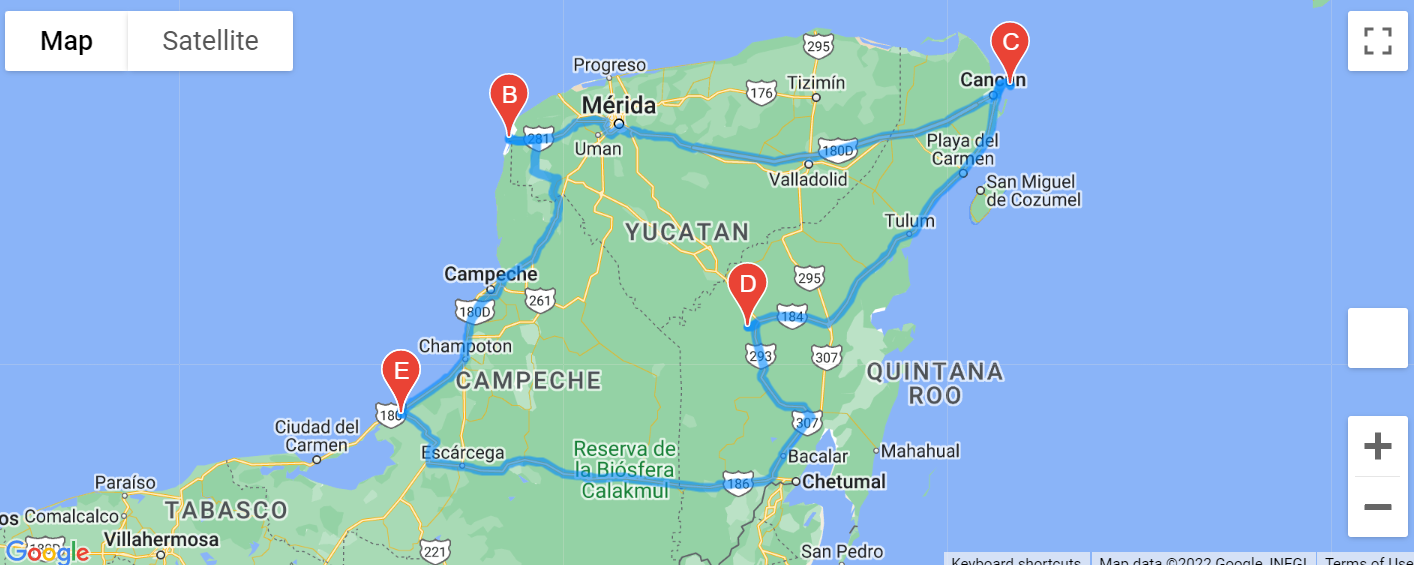 Map
Satellite
C
295
Progreso
Tizimín
Cancun
B
176
Mérida
281
Uman
180D
Playa del
Carmen
Valladolid
San Miguel
de Cozumel
YUCATAN
Tulum
Campeche
D
295
261
180D
184
Champoton
293
307
E
CAMPECHE
QUINTANA
ROO
180
307
Ciudad del
Carmen
Escárcega
Reserva de
la Biósfera
Calakmul
Bacalar
Mahahual
186
Chetumal
Paraíso
TABASCO
os
Comalcalco
Villahermosa
180D
221
San Pedro
Google
Keyboard shortcuts
Map data ©2022 Google, INEGI
Terms of Use